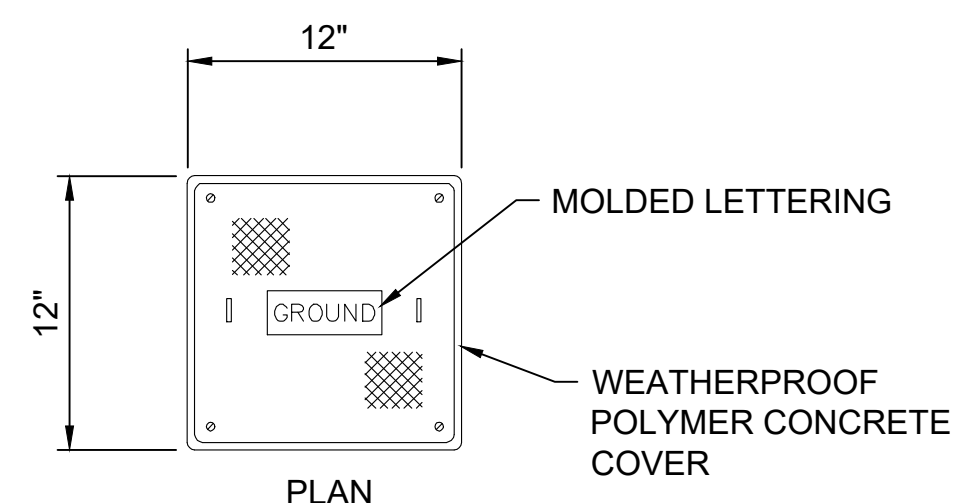 12"
12"
GROUND
MOLDED LETTERING
WEATHERPROOF
POLYMER CONCRETE
COVER
PLAN